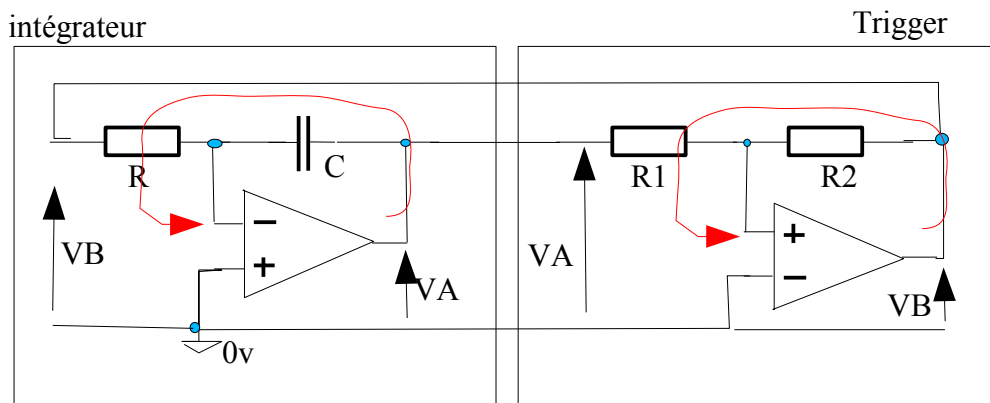 intégrateur
Trigger
R
C
R1
R2
−
+
+
−
VB
VA
VA
VB
0v